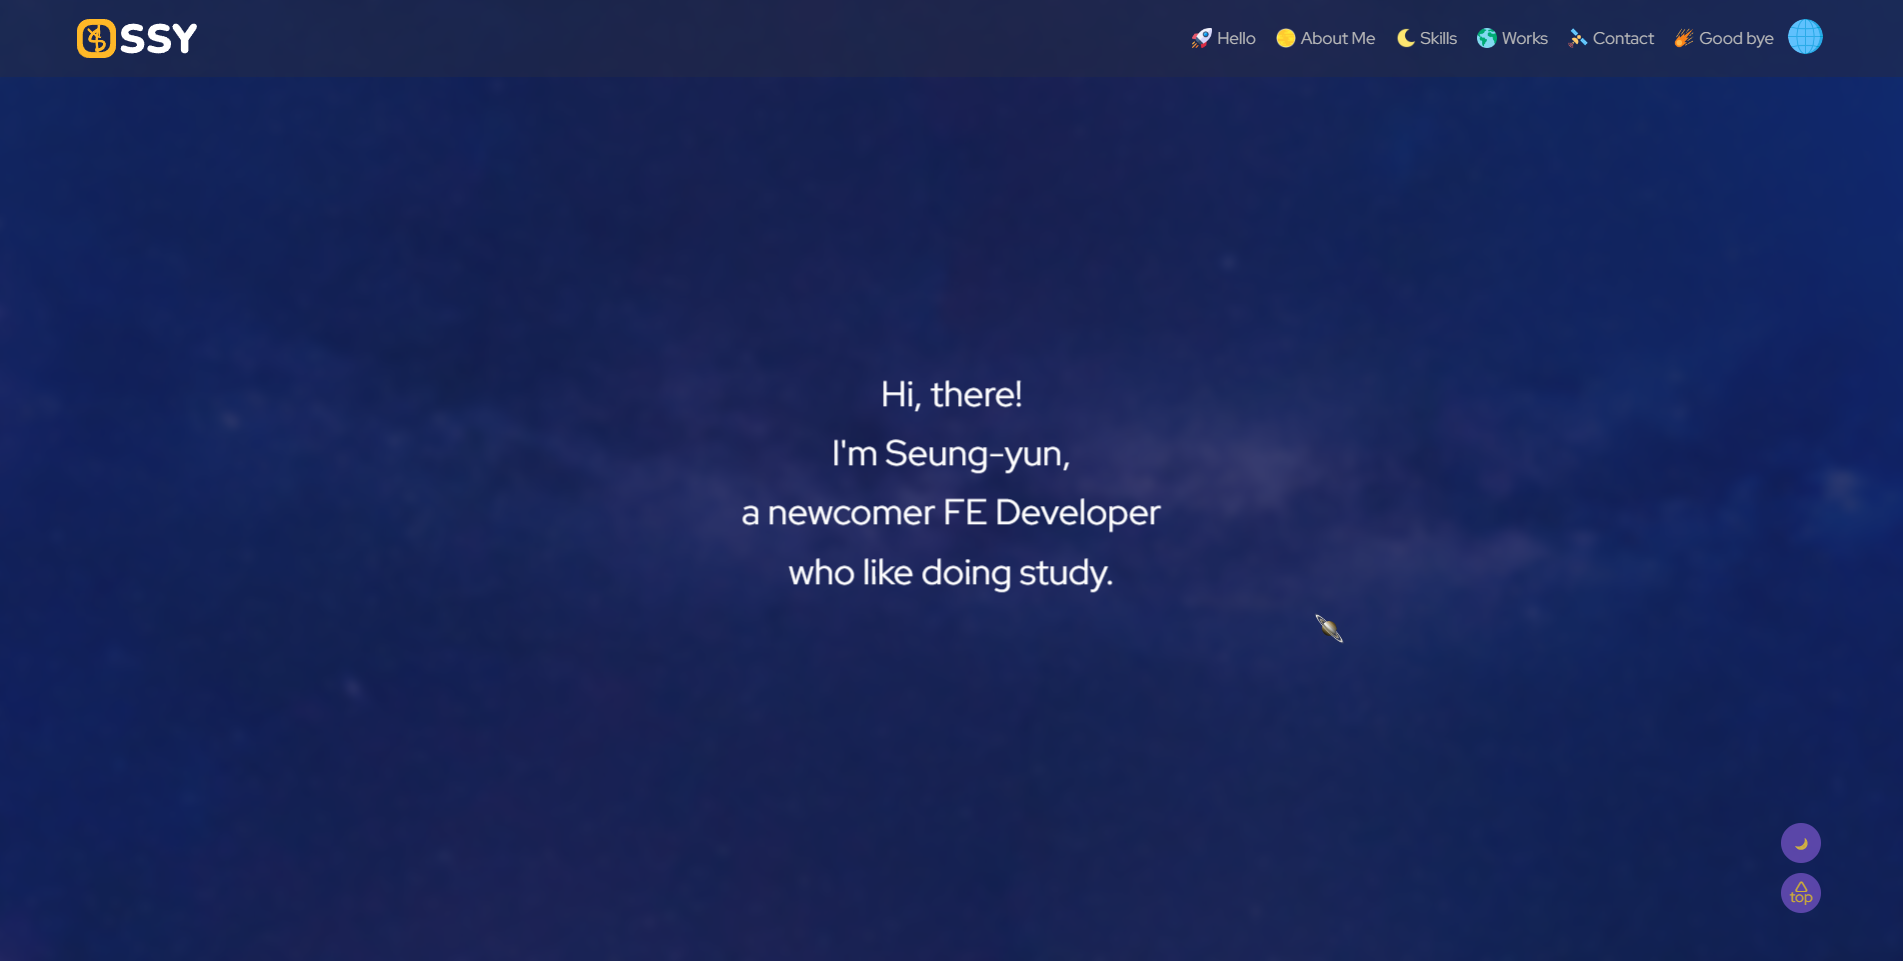 SSY
Hello
About Me
Skills
Works
Contact
Good bye
Hi, there!
I'm Seung-yun,
a newcomer FE Developer
who like doing study.
top